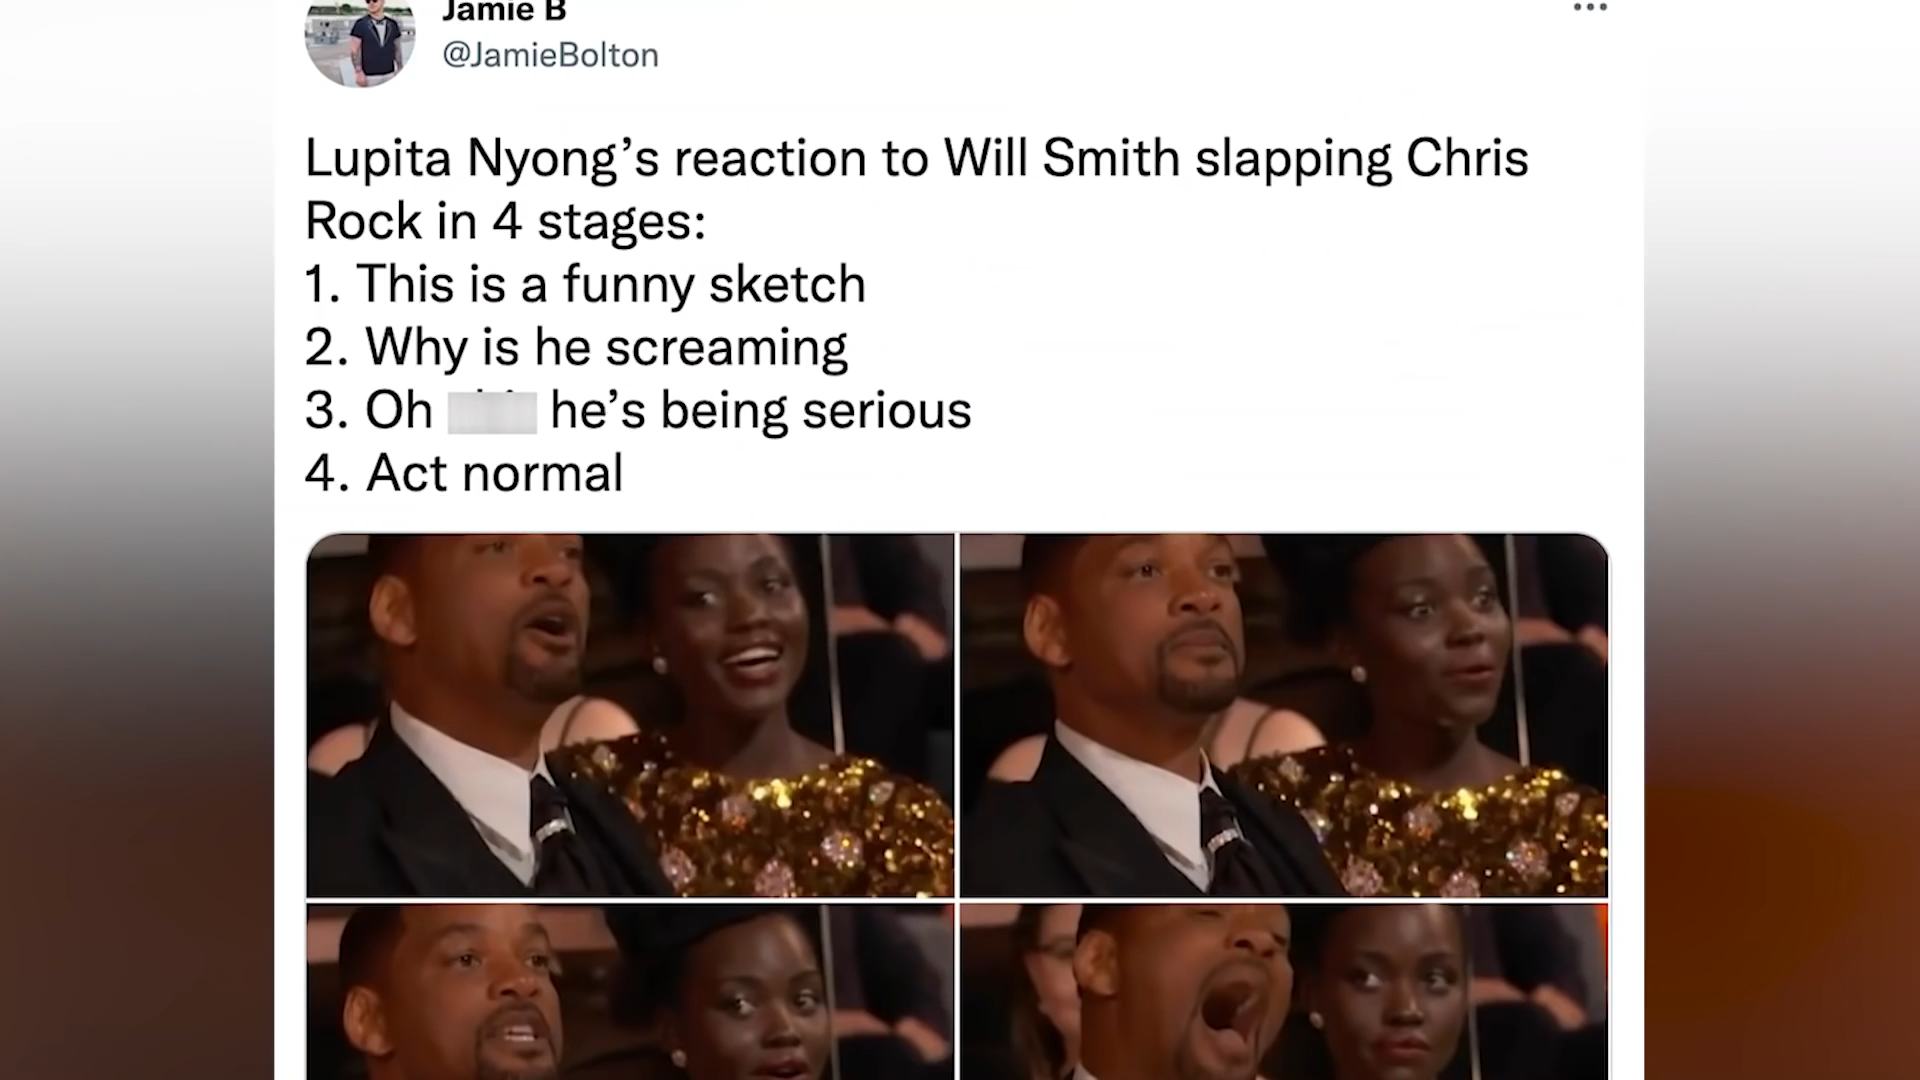 Jamie B
@JamieBolton
Lupita Nyong’s reaction to Will Smith slapping Chris
Rock in 4 stages:
1. This is a funny sketch
2. Why is he screaming
3. Oh he’s being serious
4. Act normal